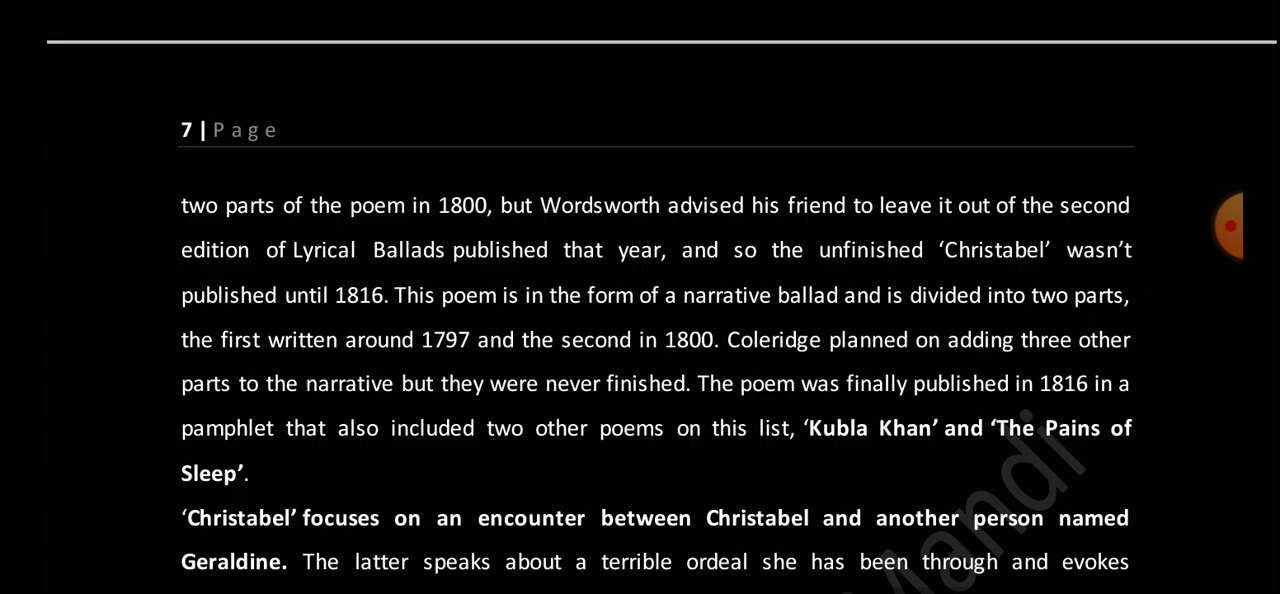 7 | P a g e
two parts of the poem in 1800, but Wordsworth advised his friend to leave it out of the second
edition of Lyrical Ballads published that year, and so the unfinished ‘Christabel’ wasn’t
published until 1816. This poem is in the form of a narrative ballad and is divided into two parts,
the first written around 1797 and the second in 1800. Coleridge planned on adding three other
parts to the narrative but they were never finished. The poem was finally published in 1816 in a
pamphlet that also included two other poems on this list, ‘Kubla Khan’ and ‘The Pains of
Sleep’.
‘Christabel’ focuses on an encounter between Christabel and another person named
Geraldine. The latter speaks about a terrible ordeal she has been through and evokes